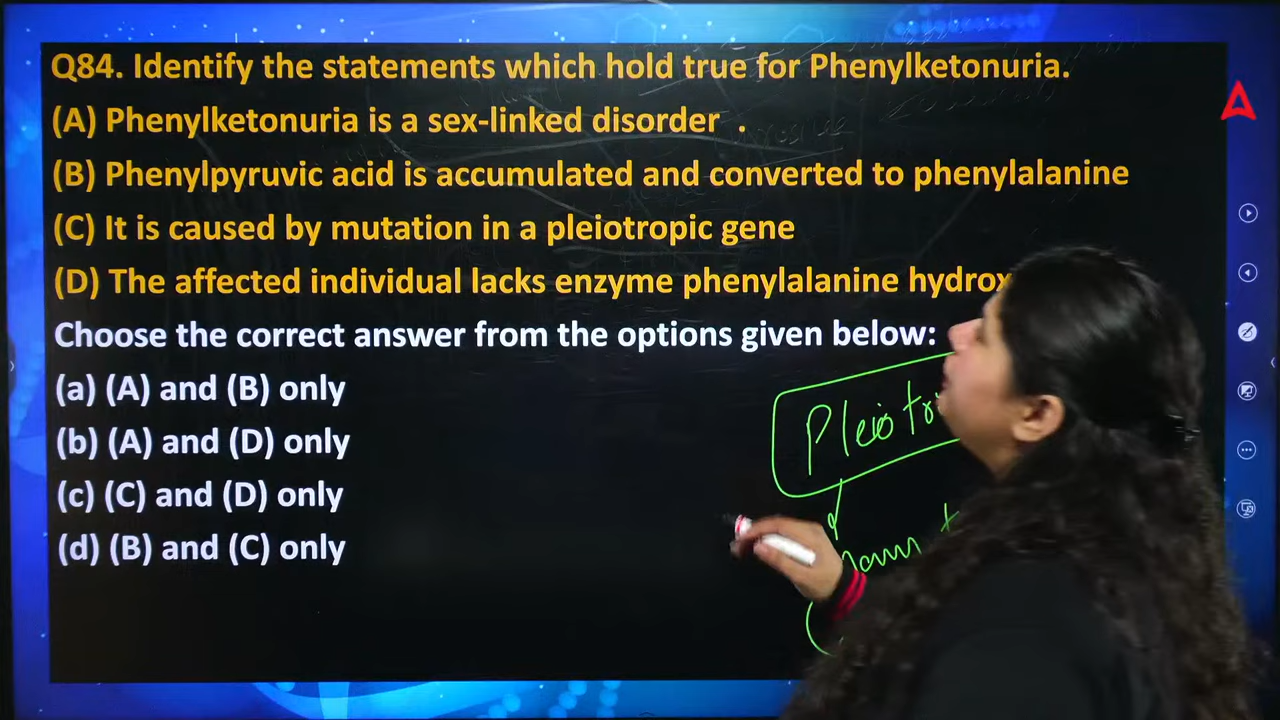 Q84. Identify the statements which hold true for Phenylketonuria.
(A) Phenylketonuria is a sex-linked disorder .
(B) Phenylpyruvic acid is accumulated and converted to phenylalanine
(C) It is caused by mutation in a pleiotropic gene
(D) The affected individual lacks enzyme phenylalanine hydrox
Choose the correct answer from the options given below:
(a) (A) and (B) only
(b) (A) and (D) only
(c) (C) and (D) only
(d) (B) and (C) only
Pleiotr